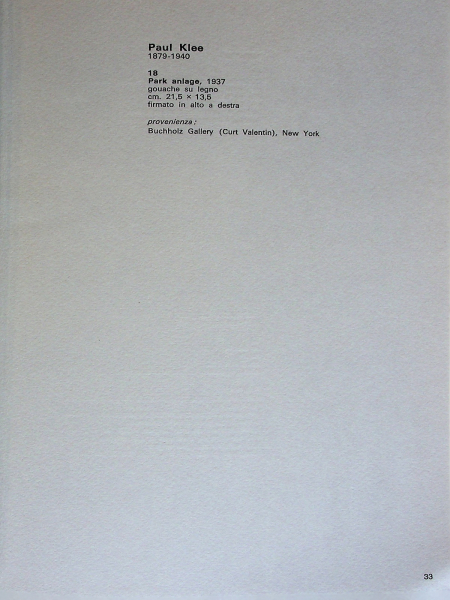 Paul Klee
1879-1940
18
Park anlage, 1937
gouache su legno
cm. 21,5 × 13,5
firmato in alto a destra
provenienza:
Buchholz Gallery (Curt Valentin), New York
33